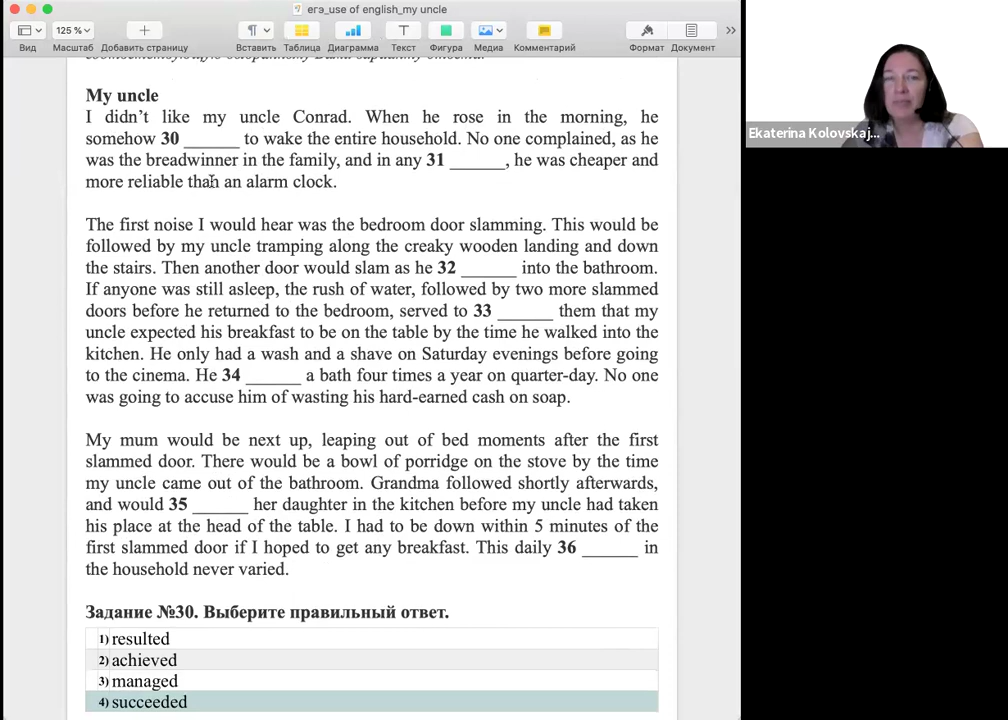 егэ_use of english_my uncle
125 %
Вид
Масштаб
Добавить страницу
Вставить
Таблица
Диаграмма
Текст
Фигура
Медиа
Комментарий
Формат
Документ
My uncle
I didn’t like my uncle Conrad. When he rose in the morning, he
somehow 30 ______ to wake the entire household. No one complained, as he
was the breadwinner in the family, and in any 31 ______, he was cheaper and
more reliable than an alarm clock.
The first noise I would hear was the bedroom door slamming. This would be
followed by my uncle tramping along the creaky wooden landing and down
the stairs. Then another door would slam as he 32 ______ into the bathroom.
If anyone was still asleep, the rush of water, followed by two more slammed
doors before he returned to the bedroom, served to 33 ______ them that my
uncle expected his breakfast to be on the table by the time he walked into the
kitchen. He only had a wash and a shave on Saturday evenings before going
to the cinema. He 34 ______ a bath four times a year on quarter-day. No one
was going to accuse him of wasting his hard-earned cash on soap.
My mum would be next up, leaping out of bed moments after the first
slammed door. There would be a bowl of porridge on the stove by the time
my uncle came out of the bathroom. Grandma followed shortly afterwards,
and would 35 ______ her daughter in the kitchen before my uncle had taken
his place at the head of the table. I had to be down within 5 minutes of the
first slammed door if I hoped to get any breakfast. This daily 36 ______ in
the household never varied.
Задание №30. Выберите правильный ответ.
1) resulted
2) achieved
3) managed
4) succeeded
Ekaterina Kolovskaj...